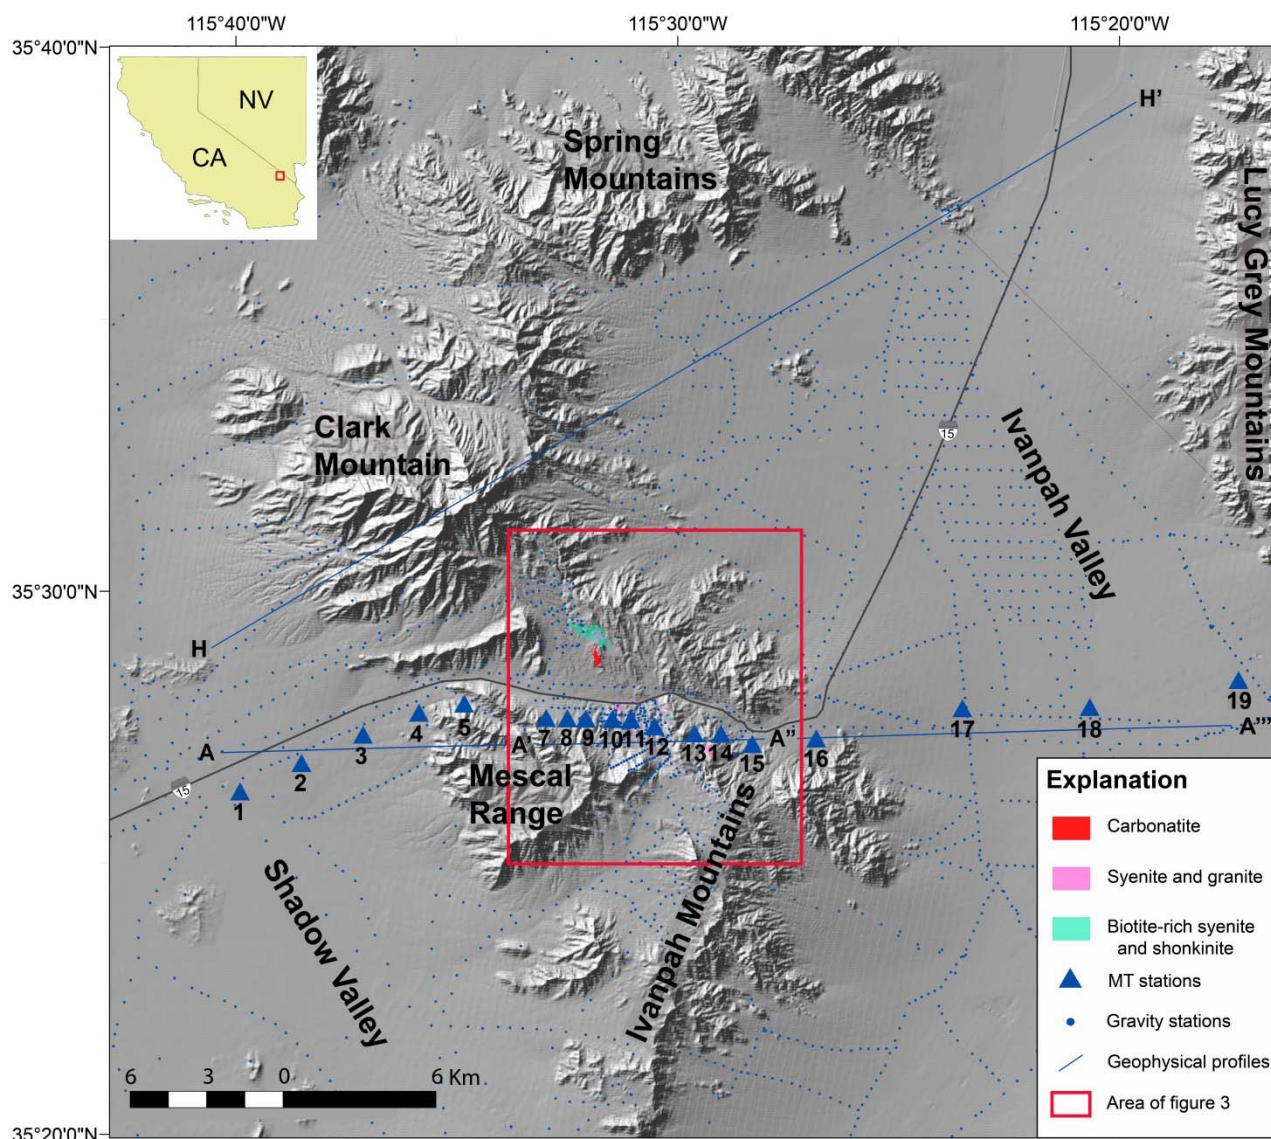 115°40'0"W
115°30'0"W
115°20'0"W
35°40'0"N
NV
CA
H'
Spring
Mountains
Lucy Grey Mountains
Clark
Mountain
15
Ivanpah Valley
35°30'0"N
H
A
A'
A"
A'''
1
2
3
4
5
7
8
9
10
11
12
13
14
15
16
17
18
19
15
Mescal
Range
Shadow Valley
Ivanpah Mountains
Explanation
Carbonatite
Syenite and granite
Biotite-rich syenite
and shonkinite
MT stations
Gravity stations
Geophysical profiles
Area of figure 3
6 3 0 6 Km
35°20'0"N